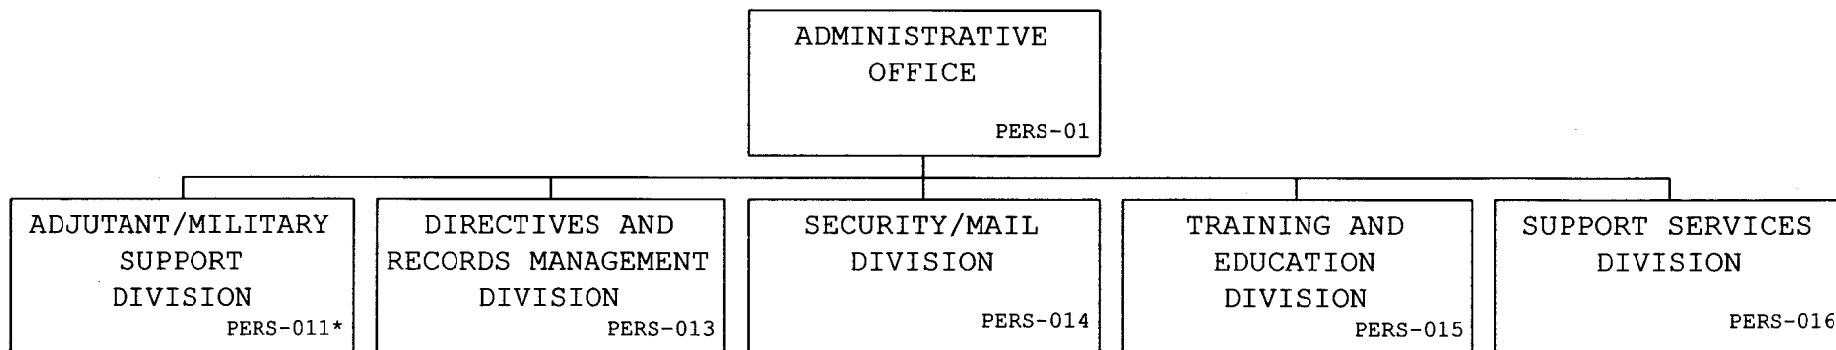 ADMINISTRATIVE
OFFICE
PERS-01
ADJUTANT/MILITARY
SUPPORT
DIVISION
PERS-011*
DIRECTIVES AND
RECORDS MANAGEMENT
DIVISION
PERS-013
SECURITY/MAIL
DIVISION
PERS-014
TRAINING AND
EDUCATION
DIVISION
PERS-015
SUPPORT SERVICES
DIVISION
PERS-016